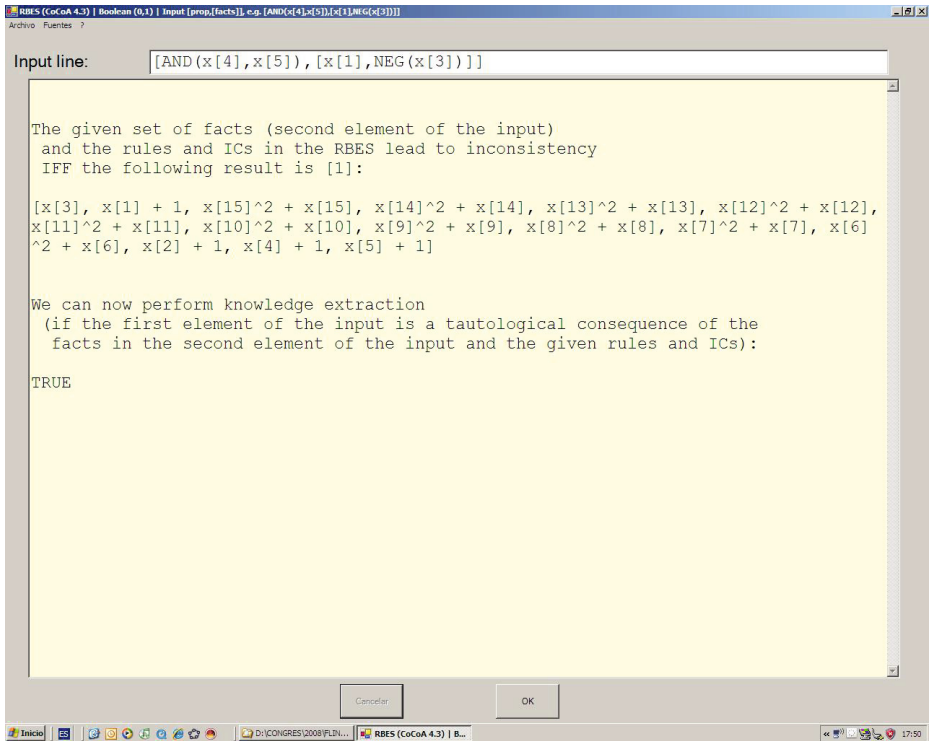 RBES (CoCoA 4.3) | Boolean (0,1) | Input [prop,[facts]], e.g. [AND(x[4],x[5]),[x[1],NEG(x[3])]]
Archivo Fuentes ?
Input line: [AND(x[4],x[5]),[x[1],NEG(x[3])]]
The given set of facts (second element of the input)
and the rules and ICs in the RBES lead to inconsistency
IFF the following result is [1]:
[x[3], x[1] + 1, x[15]^2 + x[15], x[14]^2 + x[14], x[13]^2 + x[13], x[12]^2 + x[12],
x[11]^2 + x[11], x[10]^2 + x[10], x[9]^2 + x[9], x[8]^2 + x[8], x[7]^2 + x[7], x[6]
^2 + x[6], x[2] + 1, x[4] + 1, x[5] + 1]
We can now perform knowledge extraction
(if the first element of the input is a tautological consequence of the
facts in the second element of the input and the given rules and ICs):
TRUE
Cancelar OK
Inicio ES D:\CONGRES\2008\FLIN... RBES (CoCoA 4.3) | B... 17:50